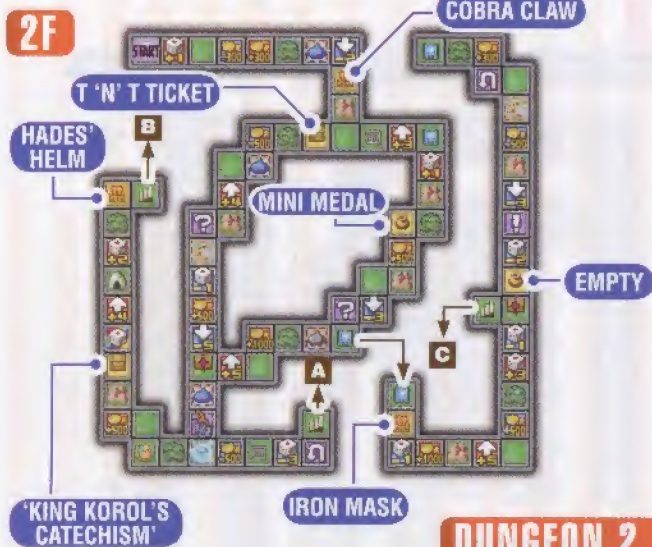 2F
COBRA CLAW
START
T 'N' T TICKET
B
HADES'
HELM
MINI MEDAL
EMPTY
C
A
'KING KOROL'S
CATECHISM'
IRON MASK
DUNGEON 2